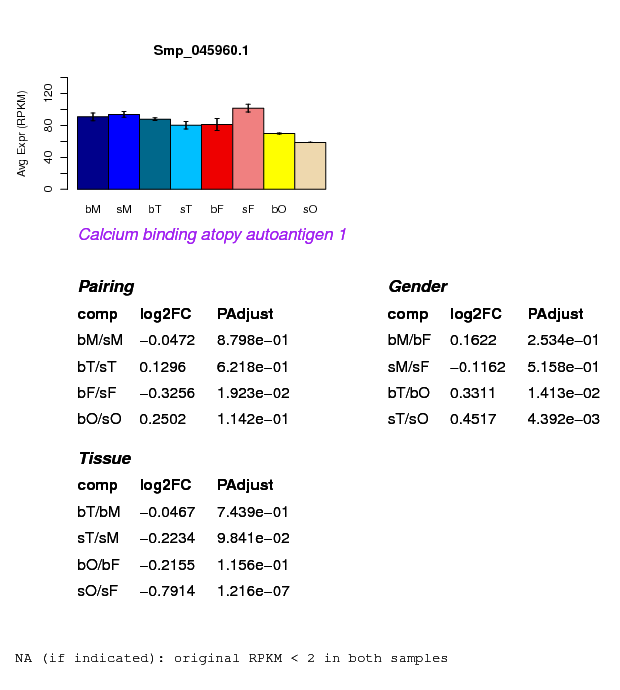 Smp_045960.1
Avg Expr (RPKM)
0 40 80 120
bM sM bT sT bF sF bO sO
Calcium binding atopy autoantigen 1
Pairing
comp log2FC PAdjust
bM/sM −0.0472 8.798e−01
bT/sT 0.1296 6.218e−01
bF/sF −0.3256 1.923e−02
bO/sO 0.2502 1.142e−01
Gender
comp log2FC PAdjust
bM/bF 0.1622 2.534e−01
sM/sF −0.1162 5.158e−01
bT/bO 0.3311 1.413e−02
sT/sO 0.4517 4.392e−03
Tissue
comp log2FC PAdjust
bT/bM −0.0467 7.439e−01
sT/sM −0.2234 9.841e−02
bO/bF −0.2155 1.156e−01
sO/sF −0.7914 1.216e−07
NA (if indicated): original RPKM < 2 in both samples